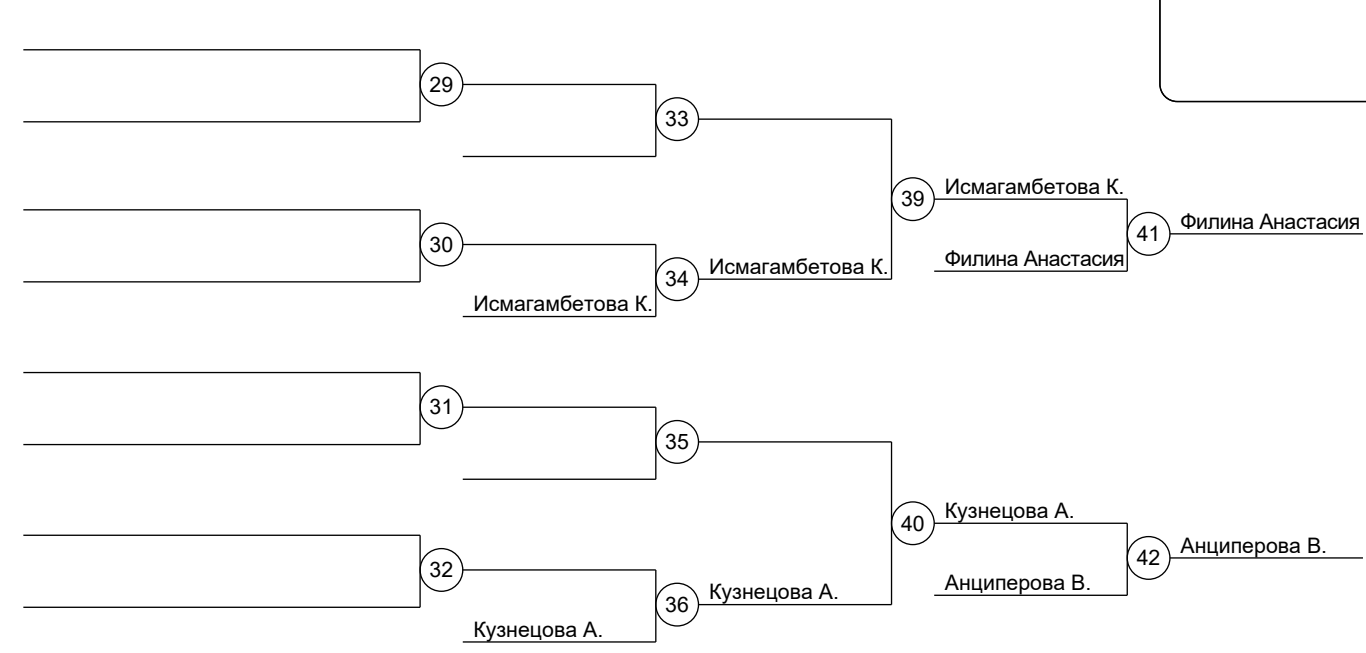 29
33
39
Исмагамбетова К.
41
Филина Анастасия
30
Филина Анастасия
34
Исмагамбетова К.
Исмагамбетова К.
31
35
40
Кузнецова А.
42
Анциперова В.
32
Анциперова В.
36
Кузнецова А.
Кузнецова А.